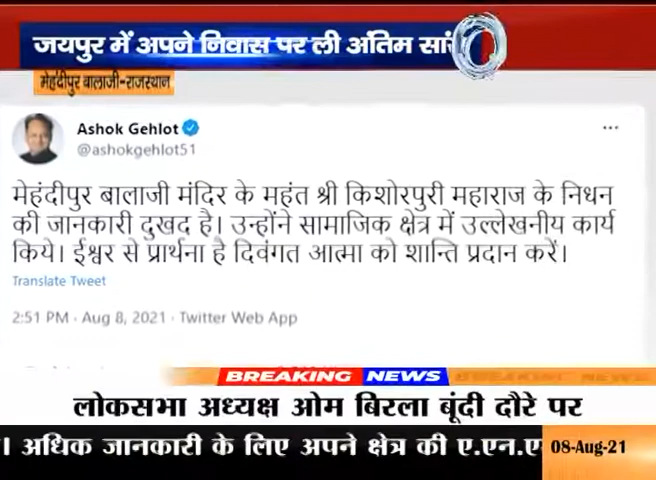 जयपुर में अपने निवास पर ली अंतिम
मेहंदीपुर बालाजी-राजस्थान
Ashok Gehlot
@ashokgehlot51
मेहंदीपुर बालाजी मंदिर के महंत श्री किशोरपुरी महाराज के निधन
की जानकारी दुखद है। उन्होंने सामाजिक क्षेत्र में उल्लेखनीय कार्य
किये। ईश्वर से प्रार्थना है दिवंगत आत्मा को शान्ति प्रदान करें।
Translate Tweet
2:51 PM · Aug 8, 2021 · Twitter Web App
BREAKING NEWS
लोकसभा अध्यक्ष ओम बिरला बूंदी दौरे पर
। अधिक जानकारी के लिए अपने क्षेत्र की ए.एन.ए
08-Aug-21